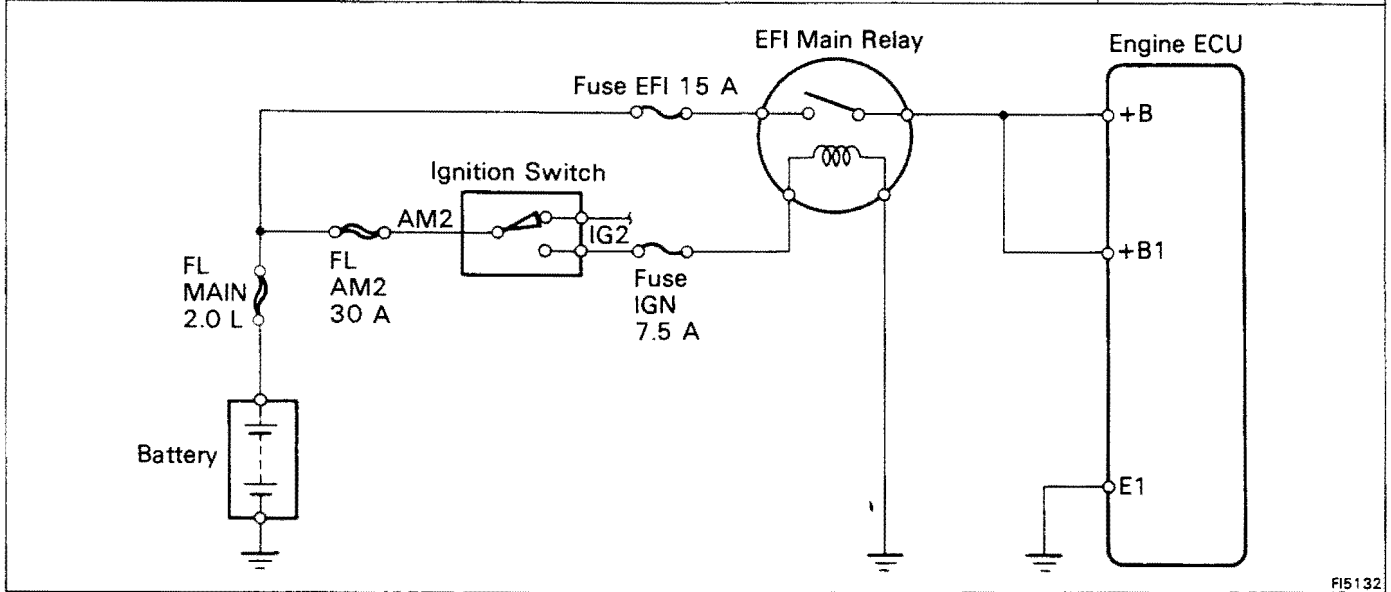 EFI Main Relay
Engine ECU
Fuse EFI 15 A
+B
Ignition Switch
AM2
IG2
+B1
FL
MAIN
2.0 L
FL
AM2
30 A
Fuse
IGN
7.5 A
Battery
E1
FI5132